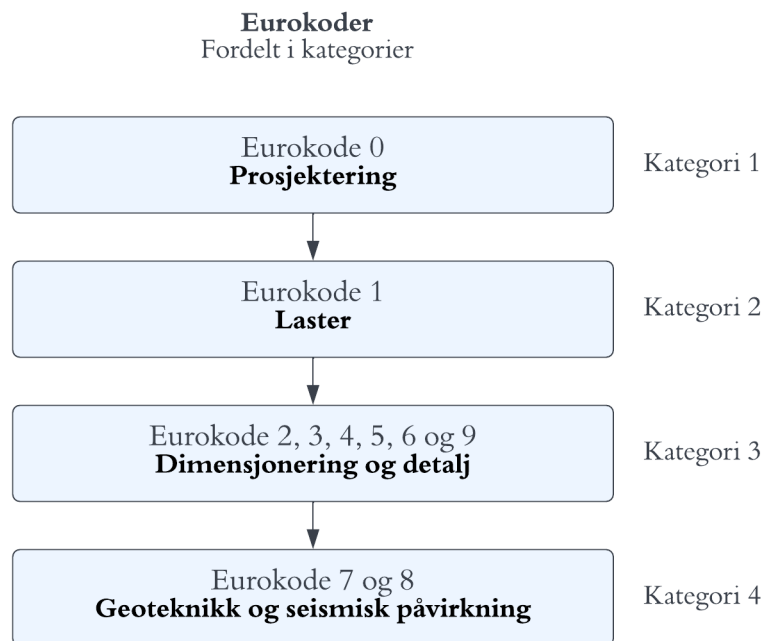 Eurokoder
Fordelt i kategorier
Eurokode 0
Prosjektering
Kategori 1
Eurokode 1
Laster
Kategori 2
Eurokode 2, 3, 4, 5, 6 og 9
Dimensjonering og detalj
Kategori 3
Eurokode 7 og 8
Geoteknikk og seismisk påvirkning
Kategori 4